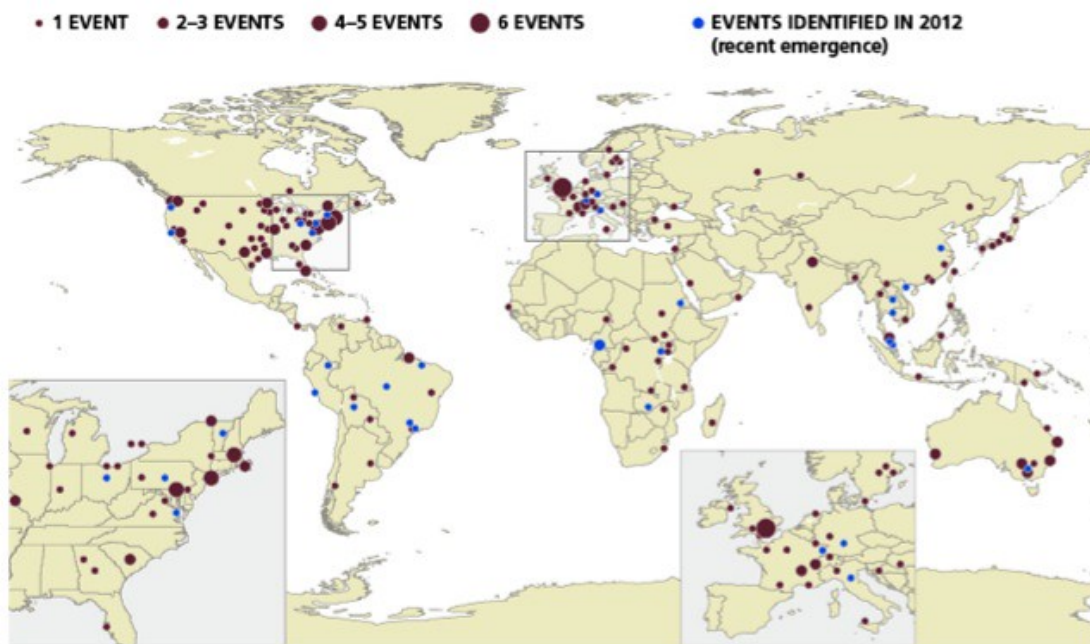 1 EVENT 2–3 EVENTS 4–5 EVENTS 6 EVENTS EVENTS IDENTIFIED IN 2012
(recent emergence)